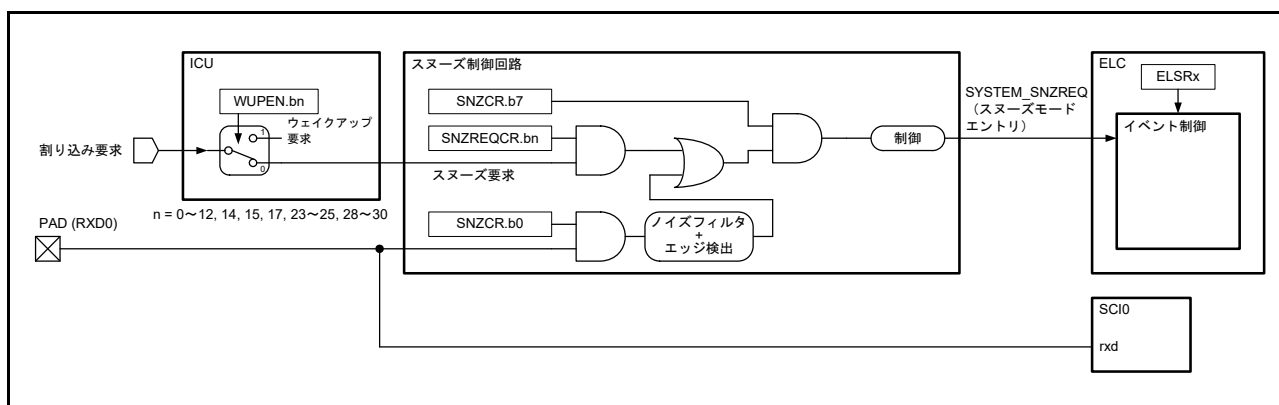 ICU
WUPEN.bn
ウェイクアップ
要求
1
0
割り込み要求
n = 0～12, 14, 15, 17, 23～25, 28～30
PAD (RXD0)
スヌーズ制御回路
SNZCR.b7
SNZREQCR.bn
スヌーズ要求
SNZCR.b0
ノイズフィルタ
+
エッジ検出
制御
SYSTEM_SNZREQ
（スヌーズモード
エントリ）
ELC
ELSRx
イベント制御
SCI0
rxd